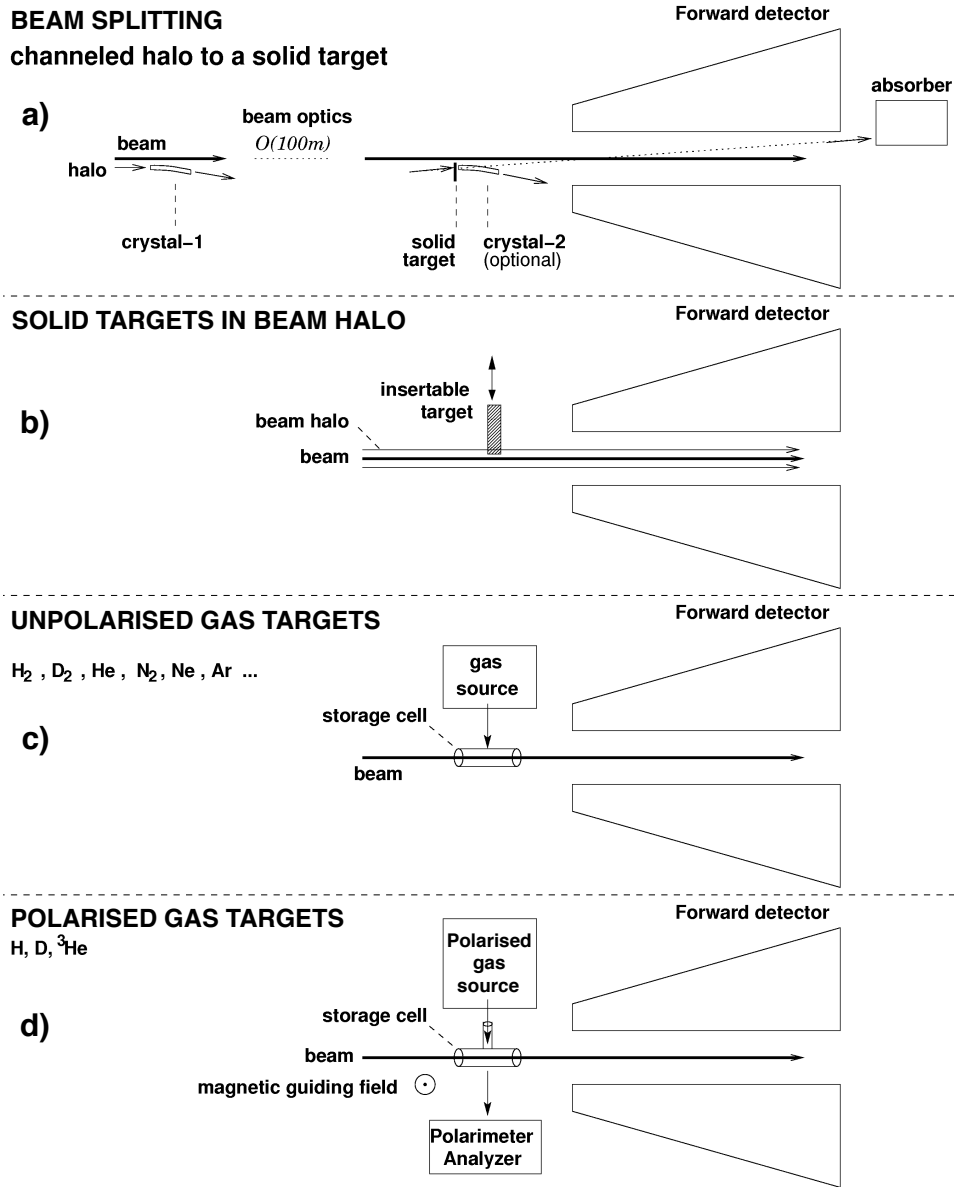 BEAM SPLITTING
channeled halo to a solid target
Forward detector
absorber
a)
beam optics
O(100m)
beam
halo
crystal–1
solid
target
crystal–2
(optional)
SOLID TARGETS IN BEAM HALO
Forward detector
b)
insertable
target
beam halo
beam
UNPOLARISED GAS TARGETS
Forward detector
H2 , D2 , He , N2, Ne , Ar ...
gas
source
storage cell
c)
beam
POLARISED GAS TARGETS
Forward detector
H, D, 3He
Polarised
gas
source
storage cell
d)
beam
magnetic guiding field
Polarimeter
Analyzer